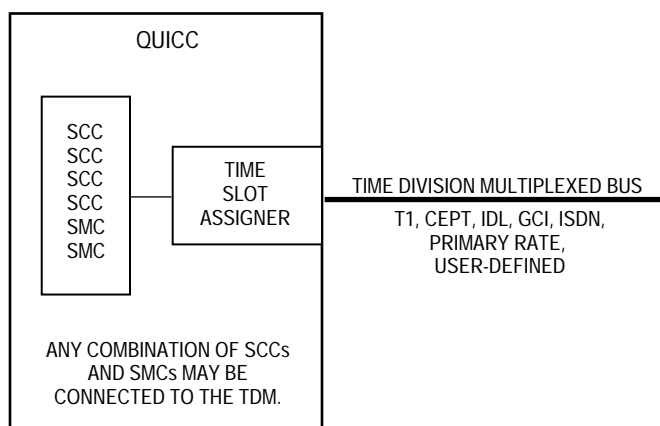 QUICC
SCC
SCC
SCC
SCC
SMC
SMC
TIME
SLOT
ASSIGNER
TIME DIVISION MULTIPLEXED BUS
T1, CEPT, IDL, GCI, ISDN,
PRIMARY RATE,
USER-DEFINED
ANY COMBINATION OF SCCs
AND SMCs MAY BE
CONNECTED TO THE TDM.